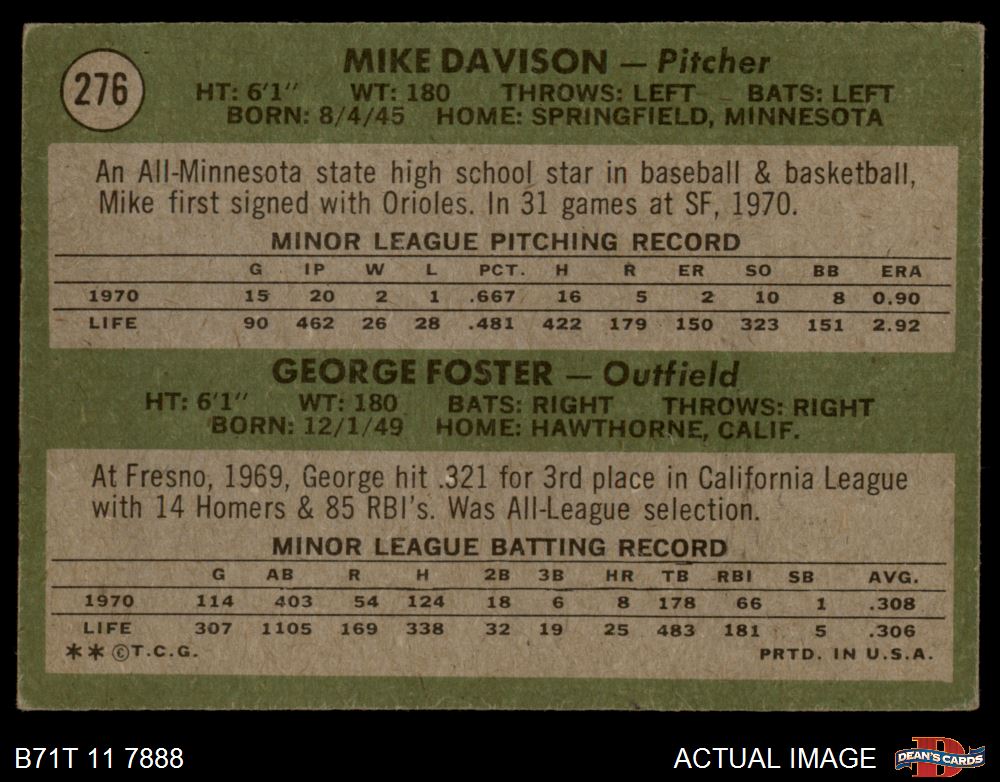 276
MIKE DAVISON — Pitcher
HT: 6'1" WT: 180 THROWS: LEFT BATS: LEFT
BORN: 8/4/45 HOME: SPRINGFIELD, MINNESOTA
An All-Minnesota state high school star in baseball & basketball,
Mike first signed with Orioles. In 31 games at SF, 1970.
MINOR LEAGUE PITCHING RECORD
G IP W L PCT. H R ER SO BB ERA
1970 15 20 2 1 .667 16 5 2 10 8 0.90
LIFE 90 462 26 28 .481 422 179 150 323 151 2.92
GEORGE FOSTER — Outfield
HT: 6'1" WT: 180 BATS: RIGHT THROWS: RIGHT
BORN: 12/1/49 HOME: HAWTHORNE, CALIF.
At Fresno, 1969, George hit .321 for 3rd place in California League
with 14 Homers & 85 RBI's. Was All-League selection.
MINOR LEAGUE BATTING RECORD
G AB R H 2B 3B HR TB RBI SB AVG.
1970 114 403 54 124 18 6 8 178 66 1 .308
LIFE 307 1105 169 338 32 19 25 483 181 5 .306
**©T.C.G. PRTD. IN U.S.A.
B71T 11 7888 ACTUAL IMAGE D DEAN'S CARDS